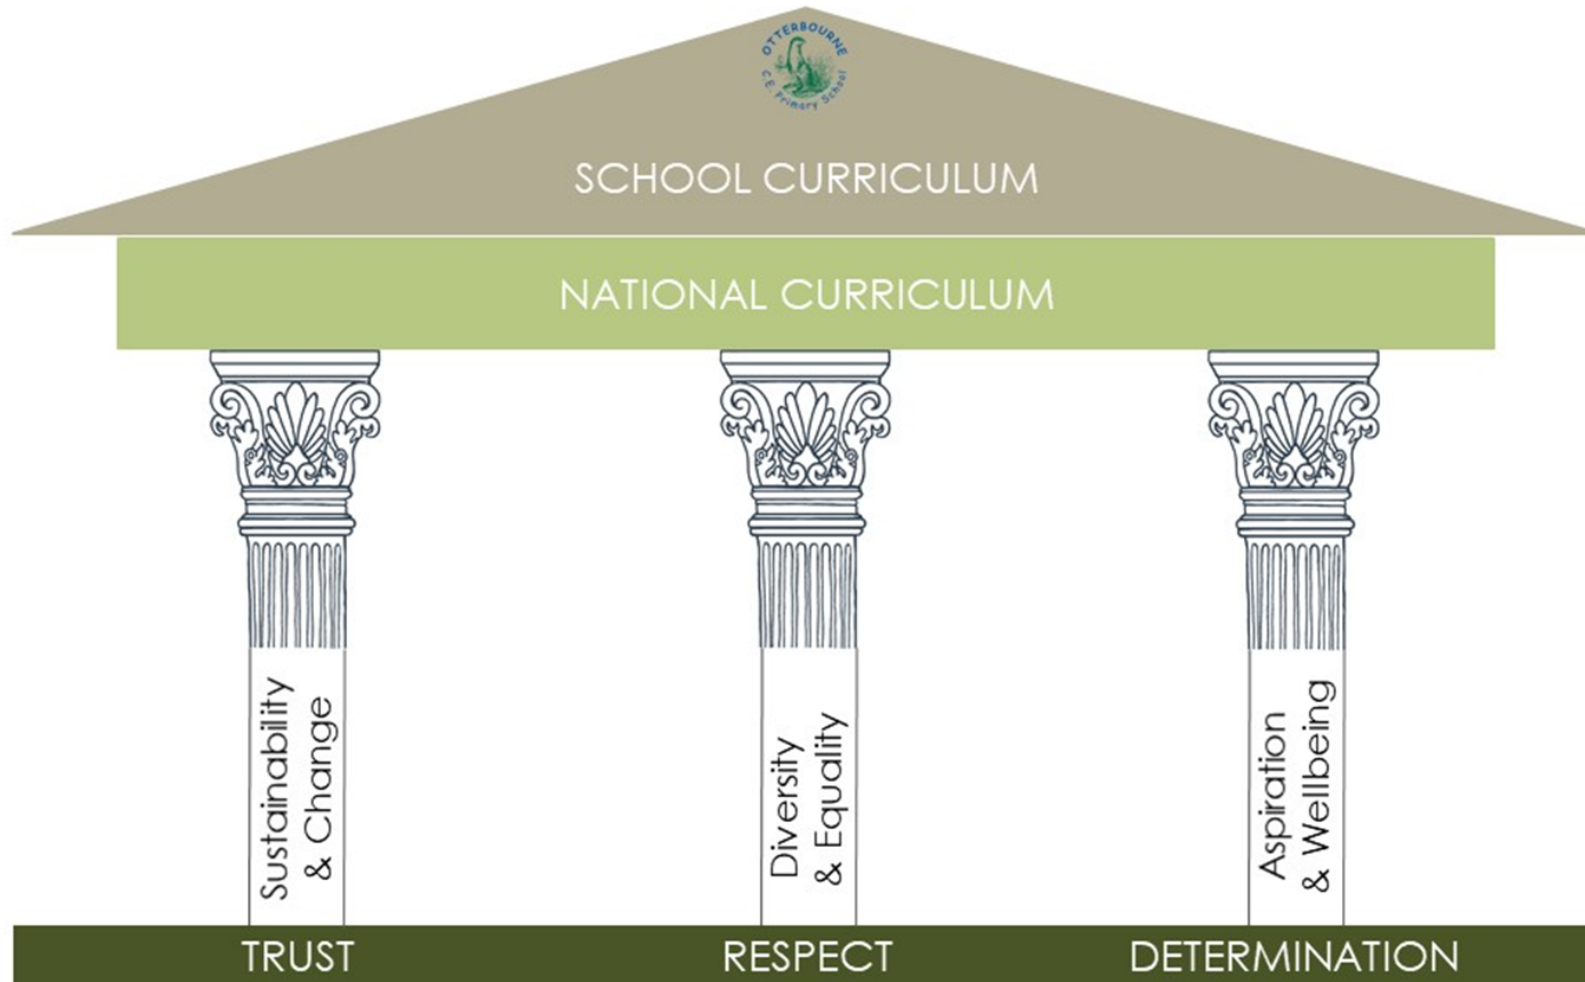 OTTERBOURNE
C.E. Primary School
SCHOOL CURRICULUM
NATIONAL CURRICULUM
Sustainability
& Change
Diversity
& Equality
Aspiration
& Wellbeing
TRUST
RESPECT
DETERMINATION